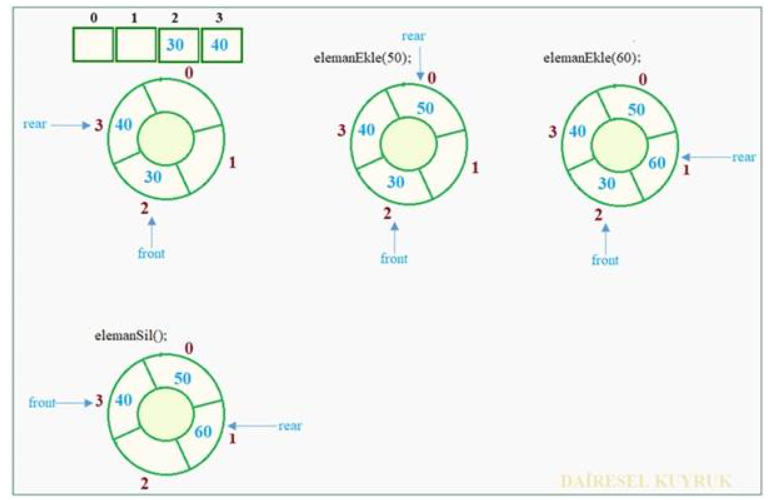 0 1 2 3
30 40
0
rear 3 40
1
30
2
front
elemanEkle(50);
rear
0
50
3 40
1
30
2
front
elemanEkle(60);
0
50
3 40
60 1 rear
30
2
front
elemanSil();
0
50
front 3 40
60 1 rear
2
DAİRESEL KUYRUK